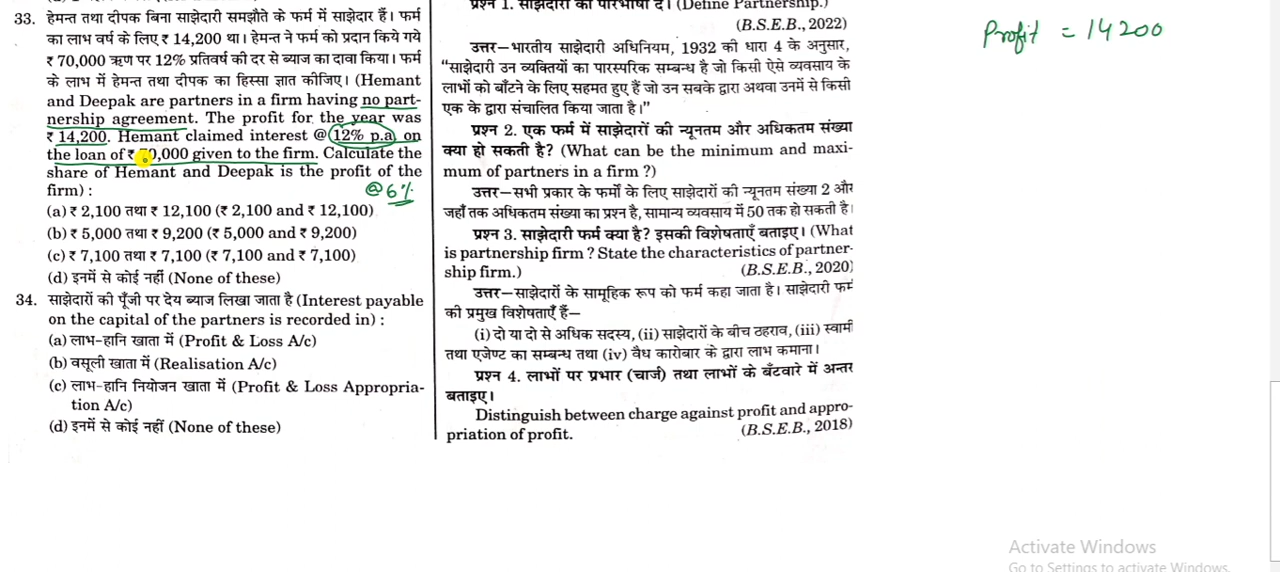 33. हेमन्त तथा दीपक बिना साझेदारी समझौते के फर्म में साझेदार हैं। फर्म
का लाभ वर्ष के लिए ₹ 14,200 था। हेमन्त ने फर्म को प्रदान किये गये
₹ 70,000 ऋण पर 12% प्रतिवर्ष की दर से ब्याज का दावा किया। फर्म
के लाभ में हेमन्त तथा दीपक का हिस्सा ज्ञात कीजिए। (Hemant
and Deepak are partners in a firm having no part-
nership agreement. The profit for the year was
₹ 14,200. Hemant claimed interest @ 12% p.a. on
the loan of ₹ 0,000 given to the firm. Calculate the
share of Hemant and Deepak is the profit of the
firm) :
@6%
(a) ₹ 2,100 तथा ₹ 12,100 (₹ 2,100 and ₹ 12,100)
(b) ₹ 5,000 तथा ₹ 9,200 (₹ 5,000 and ₹ 9,200)
(c) ₹ 7,100 तथा ₹ 7,100 (₹ 7,100 and ₹ 7,100)
(d) इनमें से कोई नहीं (None of these)
34. साझेदारों की पूँजी पर देय ब्याज लिखा जाता है (Interest payable
on the capital of the partners is recorded in) :
(a) लाभ-हानि खाता में (Profit & Loss A/c)
(b) वसूली खाता में (Realisation A/c)
(c) लाभ-हानि नियोजन खाता में (Profit & Loss Appropria-
tion A/c)
(d) इनमें से कोई नहीं (None of these)
प्रश्न 1. साझेदारी की परिभाषा दें। (Define Partnership.)
(B.S.E.B., 2022)
उत्तर–भारतीय साझेदारी अधिनियम, 1932 की धारा 4 के अनुसार,
“साझेदारी उन व्यक्तियों का पारस्परिक सम्बन्ध है जो किसी ऐसे व्यवसाय के
लाभों को बाँटने के लिए सहमत हुए हैं जो उन सबके द्वारा अथवा उनमें से किसी
एक के द्वारा संचालित किया जाता है।”
प्रश्न 2. एक फर्म में साझेदारों की न्यूनतम और अधिकतम संख्या
क्या हो सकती है? (What can be the minimum and maxi-
mum of partners in a firm ?)
उत्तर–सभी प्रकार के फर्मों के लिए साझेदारों की न्यूनतम संख्या 2 और
जहाँ तक अधिकतम संख्या का प्रश्न है, सामान्य व्यवसाय में 50 तक हो सकती है।
प्रश्न 3. साझेदारी फर्म क्या है? इसकी विशेषताएँ बताइए। (What
is partnership firm ? State the characteristics of partner-
ship firm.) (B.S.E.B., 2020)
उत्तर–साझेदारों के सामूहिक रूप को फर्म कहा जाता है। साझेदारी फर्म
की प्रमुख विशेषताएँ हैं–
(i) दो या दो से अधिक सदस्य, (ii) साझेदारों के बीच ठहराव, (iii) स्वामी
तथा एजेण्ट का सम्बन्ध तथा (iv) वैध कारोबार के द्वारा लाभ कमाना।
प्रश्न 4. लाभों पर प्रभार (चार्ज) तथा लाभों के बँटवारे में अन्तर
बताइए।
Distinguish between charge against profit and appro-
priation of profit. (B.S.E.B., 2018)
Profit = 14200
Activate Windows
Go to Settings to activate Windows.